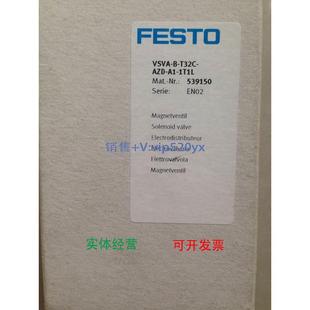 FESTO
VSVA-B-T32C-
AZD-A1-1T1L
Mat.-Nr.: 539150
Serie: EN02
Magnetventil
Solenoid valve
Electrodistributeur
销售+V:vip520yx
Elettrovalvola
Magnetventil
实体经营 可开发票